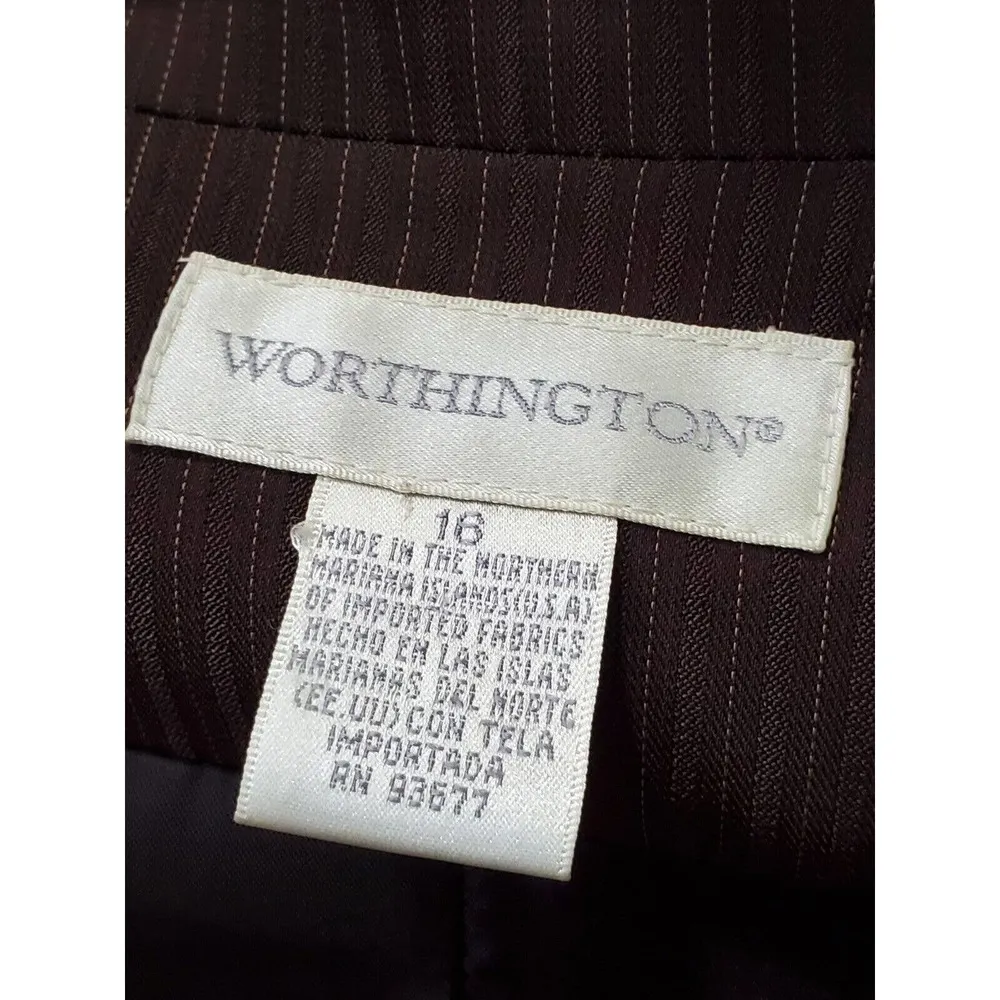 WORTHINGTON®
16
MADE IN THE NORTHERN
MARIANA ISLANDS(U.S.A)
OF IMPORTED FABRICS
HECHO EN LAS ISLAS
MARIANAS DEL NORTE
(EE.UU) CON TELA
IMPORTADA
RN 93677